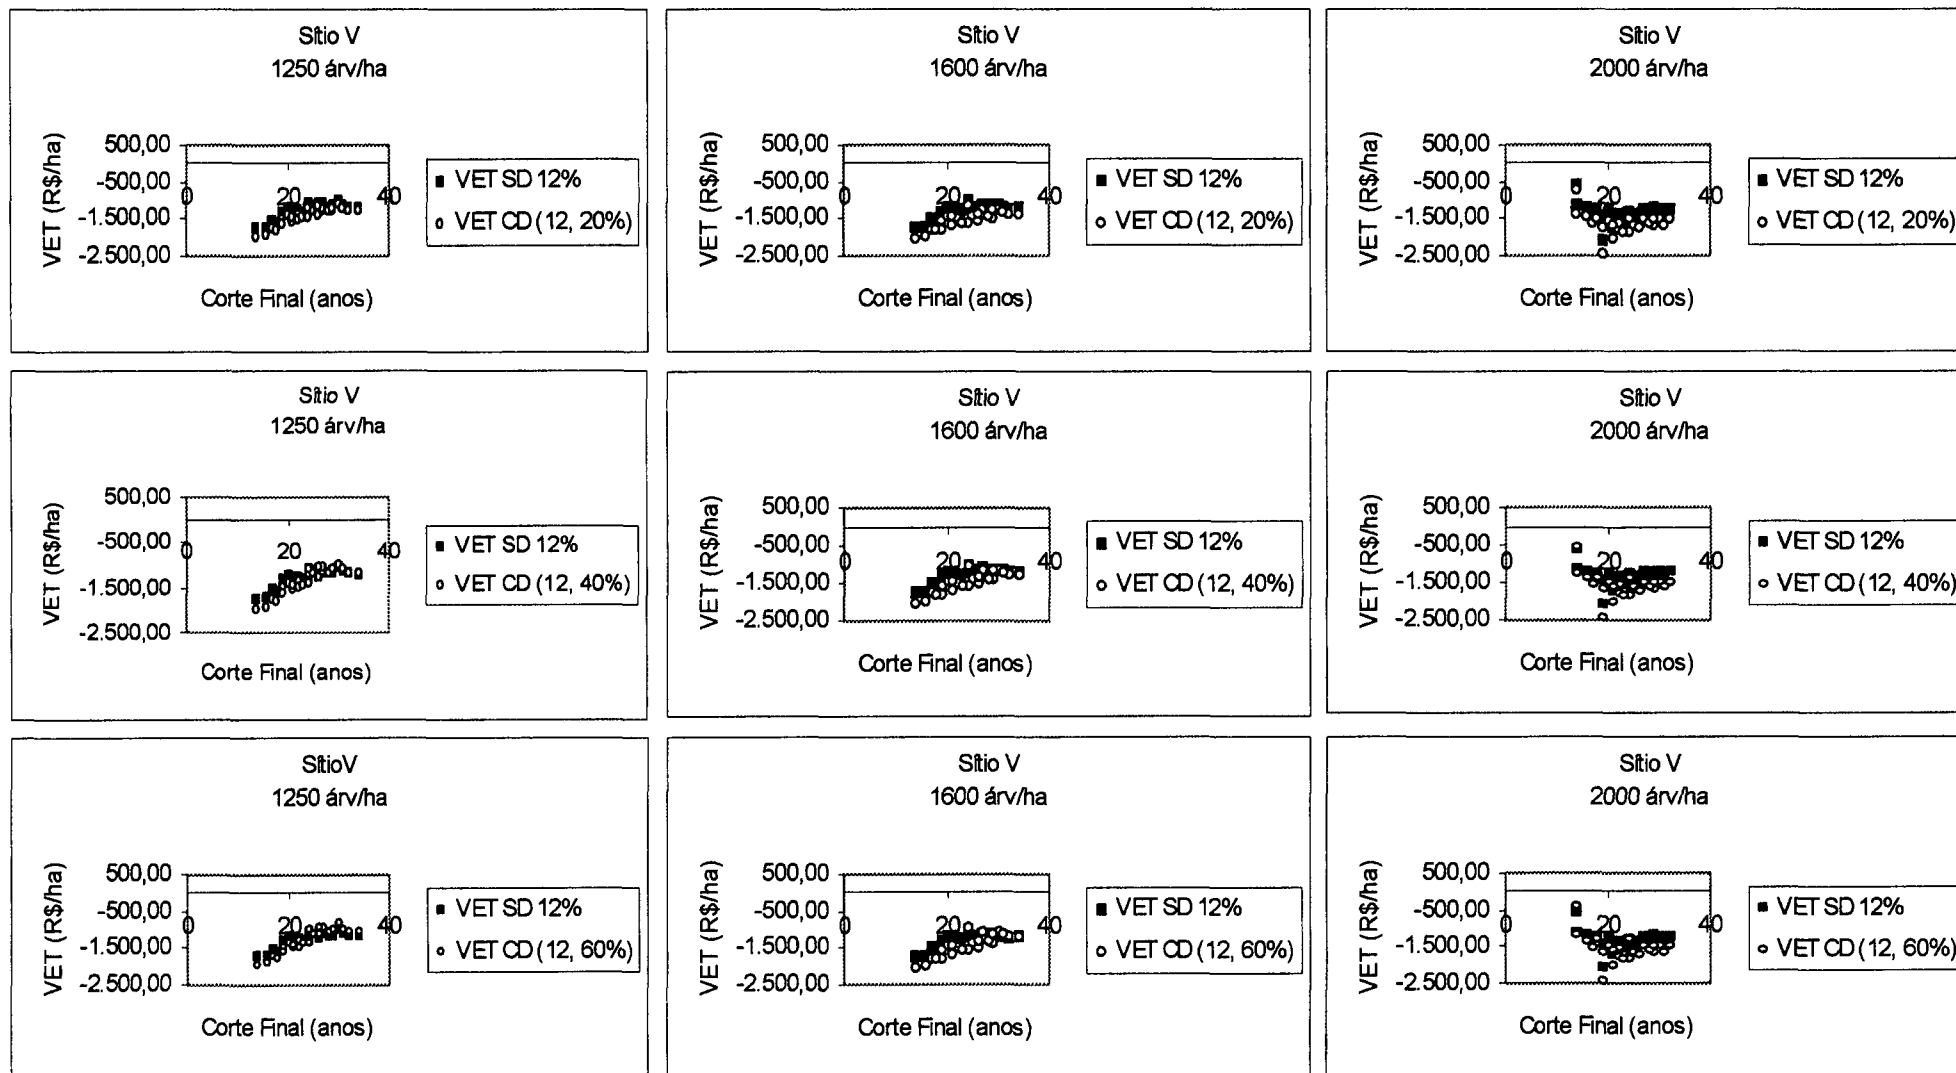 Sítio V
1250 árv/ha
VET (R$/ha)
500,00
-500,00
-1.500,00
-2.500,00
0
20
40
VET SD 12%
VET CD (12, 20%)
Corte Final (anos)
Sítio V
1600 árv/ha
VET (R$/ha)
500,00
-500,00
-1.500,00
-2.500,00
0
20
40
VET SD 12%
VET CD (12, 20%)
Corte Final (anos)
Sítio V
2000 árv/ha
VET (R$/ha)
500,00
-500,00
-1.500,00
-2.500,00
0
20
40
VET SD 12%
VET CD (12, 20%)
Corte Final (anos)
Sítio V
1250 árv/ha
VET (R$/ha)
500,00
-500,00
-1.500,00
-2.500,00
0
20
40
VET SD 12%
VET CD (12, 40%)
Corte Final (anos)
Sítio V
1600 árv/ha
VET (R$/ha)
500,00
-500,00
-1.500,00
-2.500,00
0
20
40
VET SD 12%
VET CD (12, 40%)
Corte Final (anos)
Sítio V
2000 árv/ha
VET (R$/ha)
500,00
-500,00
-1.500,00
-2.500,00
0
20
40
VET SD 12%
VET CD (12, 40%)
Corte Final (anos)
SítioV
1250 árv/ha
VET (R$/ha)
500,00
-500,00
-1.500,00
-2.500,00
0
20
40
VET SD 12%
VET CD (12, 60%)
Corte Final (anos)
Sítio V
1600 árv/ha
VET (R$/ha)
500,00
-500,00
-1.500,00
-2.500,00
0
20
40
VET SD 12%
VET CD (12, 60%)
Corte Final (anos)
Sítio V
2000 árv/ha
VET (R$/ha)
500,00
-500,00
-1.500,00
-2.500,00
0
20
40
VET SD 12%
VET CD (12, 60%)
Corte Final (anos)